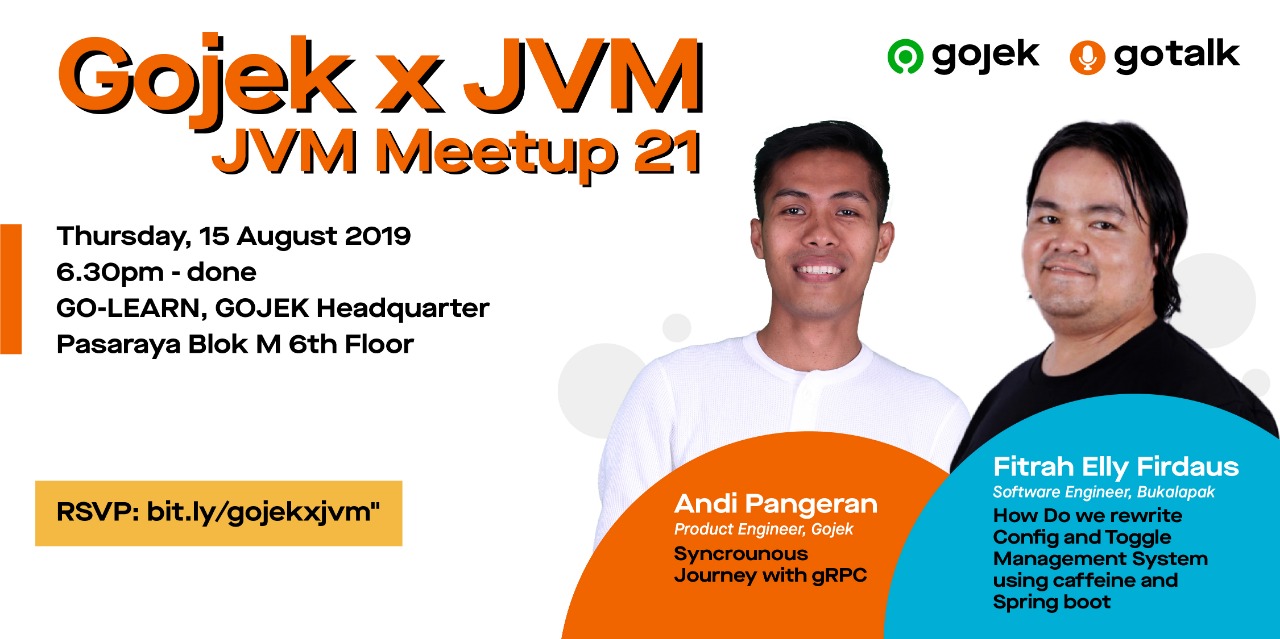 Gojek x JVM
JVM Meetup 21
gojek
gotalk
Thursday, 15 August 2019
6.30pm - done
GO-LEARN, GOJEK Headquarter
Pasaraya Blok M 6th Floor
RSVP: bit.ly/gojekxjvm"
Andi Pangeran
Product Engineer, Gojek
Syncrounous
Journey with gRPC
Fitrah Elly Firdaus
Software Engineer, Bukalapak
How Do we rewrite
Config and Toggle
Management System
using caffeine and
Spring boot